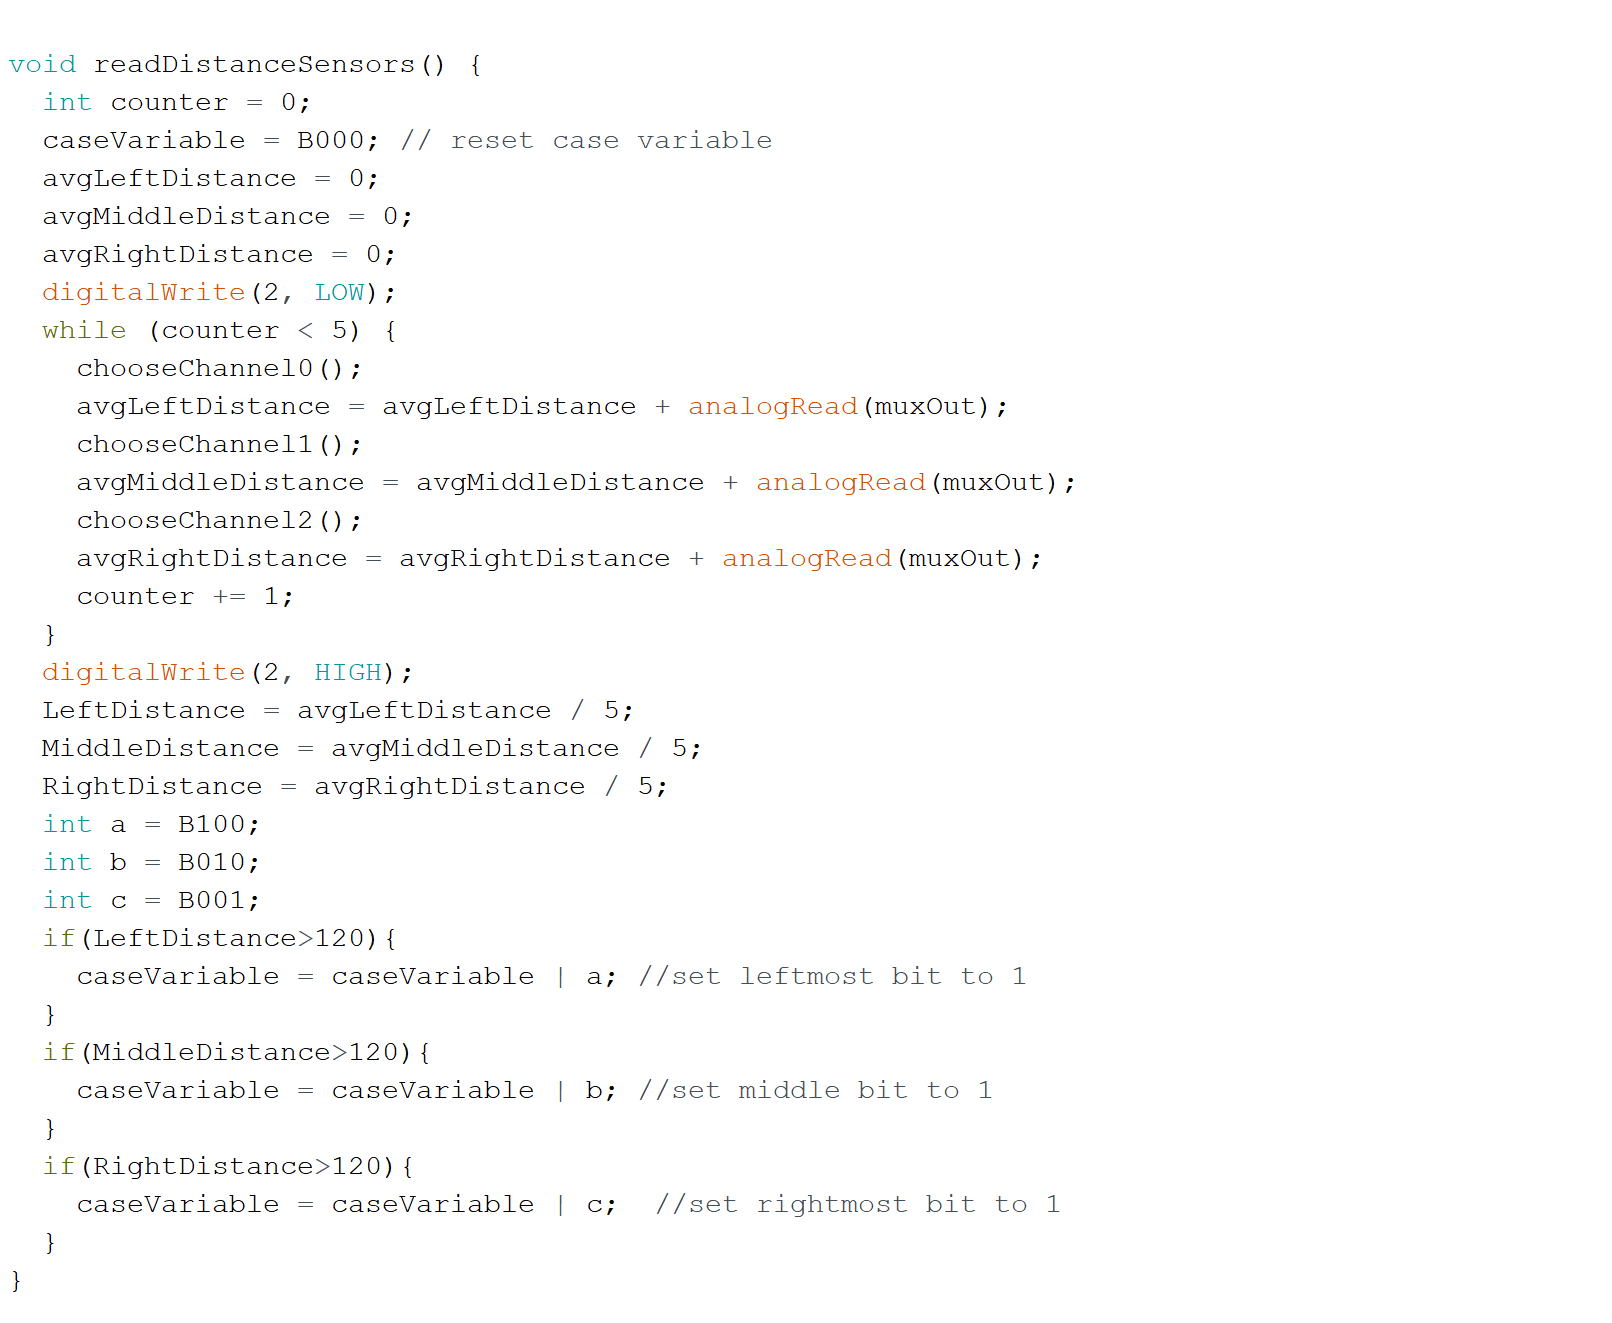 void readDistanceSensors() {
  int counter = 0;
  caseVariable = B000; // reset case variable
  avgLeftDistance = 0;
  avgMiddleDistance = 0;
  avgRightDistance = 0;
  digitalWrite(2, LOW);
  while (counter < 5) {
    chooseChannel0();
    avgLeftDistance = avgLeftDistance + analogRead(muxOut);
    chooseChannel1();
    avgMiddleDistance = avgMiddleDistance + analogRead(muxOut);
    chooseChannel2();
    avgRightDistance = avgRightDistance + analogRead(muxOut);
    counter += 1;
  }
  digitalWrite(2, HIGH);
  LeftDistance = avgLeftDistance / 5;
  MiddleDistance = avgMiddleDistance / 5;
  RightDistance = avgRightDistance / 5;
  int a = B100;
  int b = B010;
  int c = B001;
  if(LeftDistance>120){
    caseVariable = caseVariable | a; //set leftmost bit to 1
  }
  if(MiddleDistance>120){
    caseVariable = caseVariable | b; //set middle bit to 1
  }
  if(RightDistance>120){
    caseVariable = caseVariable | c;  //set rightmost bit to 1
  }
}